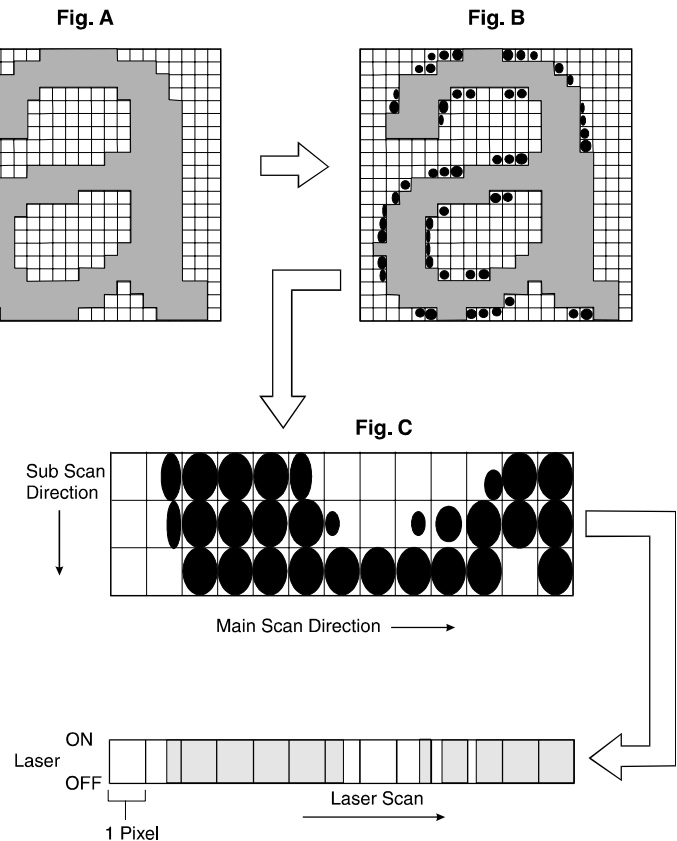 Fig. A
Fig. B
Fig. C
Sub Scan
Direction
Main Scan Direction
ON
Laser
OFF
Laser Scan
1 Pixel